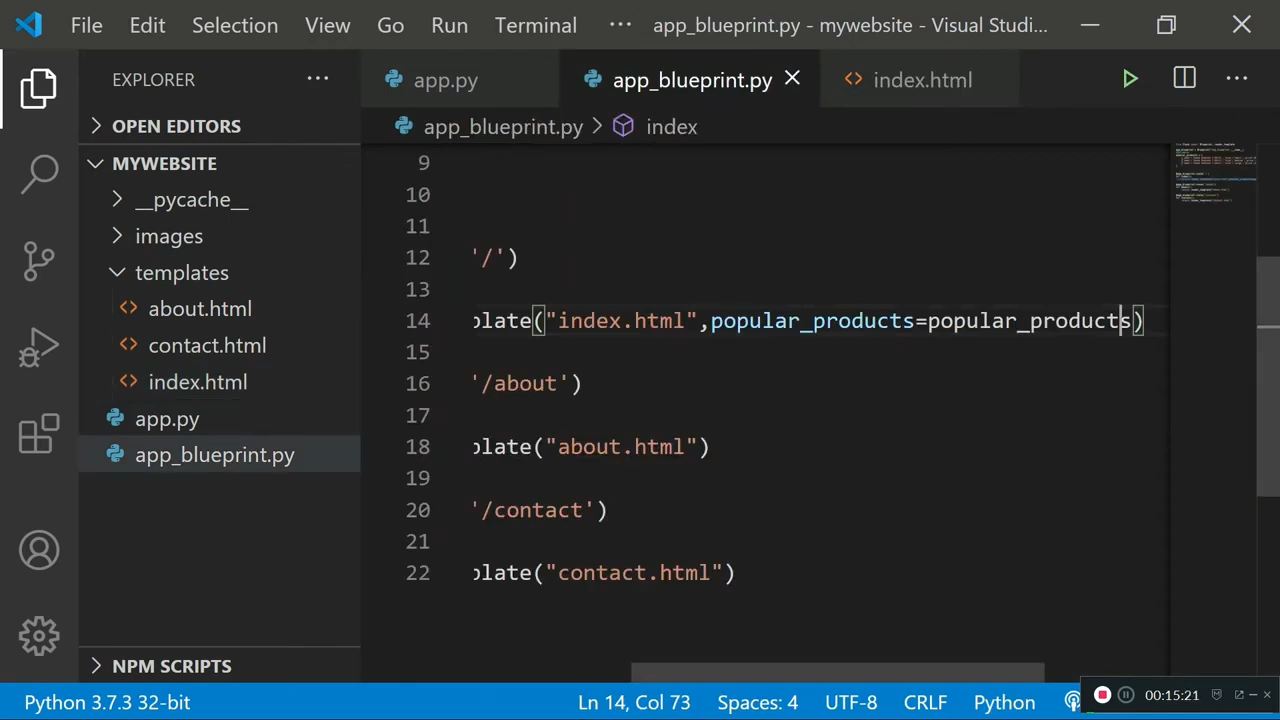 File Edit Selection View Go Run Terminal ··· app_blueprint.py - mywebsite - Visual Studi...
EXPLORER ··· app.py app_blueprint.py index.html ···
OPEN EDITORS
app_blueprint.py > index
MYWEBSITE
__pycache__
images
templates
about.html
contact.html
index.html
app.py
app_blueprint.py
NPM SCRIPTS
9
10
11
12 '/')
13
14 plate("index.html",popular_products=popular_products)
15
16 '/about')
17
18 plate("about.html")
19
20 '/contact')
21
22 plate("contact.html")
Python 3.7.3 32-bit Ln 14, Col 73 Spaces: 4 UTF-8 CRLF Python 00:15:21